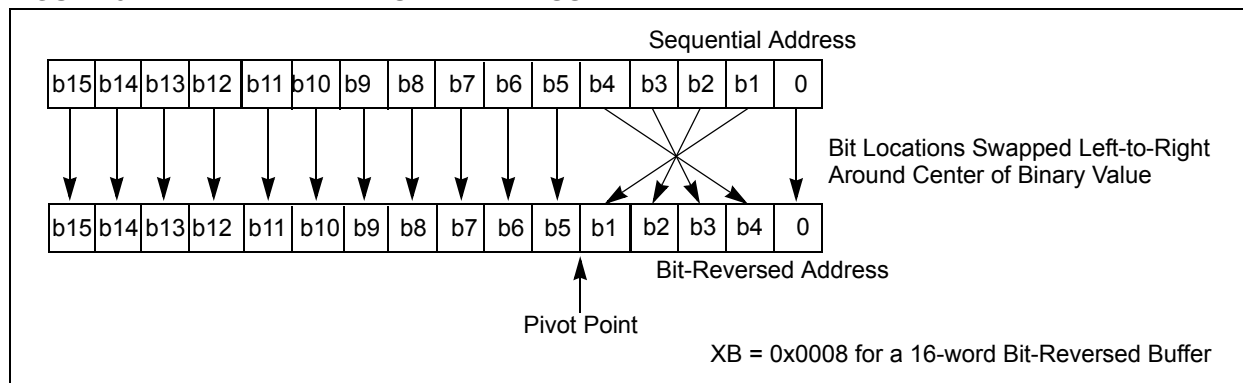 Sequential Address
b15 b14 b13 b12 b11 b10 b9 b8 b7 b6 b5 b4 b3 b2 b1 0
Bit Locations Swapped Left-to-Right
Around Center of Binary Value
b15 b14 b13 b12 b11 b10 b9 b8 b7 b6 b5 b1 b2 b3 b4 0
Bit-Reversed Address
Pivot Point
XB = 0x0008 for a 16-word Bit-Reversed Buffer